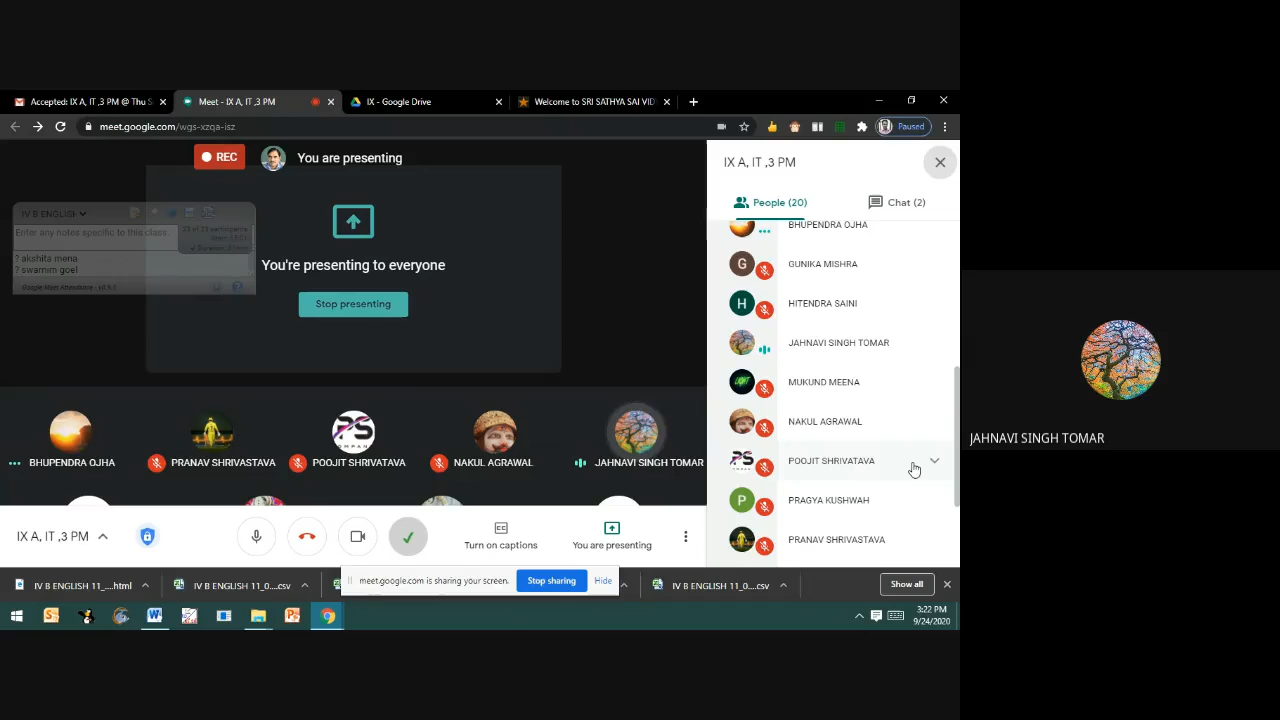 Accepted: IX A, IT ,3 PM @ Thu S
Meet - IX A, IT ,3 PM
IX - Google Drive
Welcome to SRI SATHYA SAI VID
meet.google.com/wgs-xzqa-isz
Paused
REC
You are presenting
IV B ENGLISH
Enter any notes specific to this class.
? akshita mena
? swarnim goel
You're presenting to everyone
Stop presenting
IX A, IT ,3 PM
People (20)
Chat (2)
BHUPENDRA OJHA
G
GUNIKA MISHRA
H
HITENDRA SAINI
JAHNAVI SINGH TOMAR
LIGHT
MUKUND MEENA
NAKUL AGRAWAL
PS
POOJIT SHRIVATAVA
P
PRAGYA KUSHWAH
PRANAV SHRIVASTAVA
PS
OMPAN
BHUPENDRA OJHA
PRANAV SHRIVASTAVA
POOJIT SHRIVATAVA
NAKUL AGRAWAL
JAHNAVI SINGH TOMAR
IX A, IT ,3 PM
Turn on captions
You are presenting
meet.google.com is sharing your screen.
Stop sharing
Hide
IV B ENGLISH 11_....html
IV B ENGLISH 11_0....csv
IV B ENGLISH 11_0....csv
Show all
3:22 PM
9/24/2020
JAHNAVI SINGH TOMAR